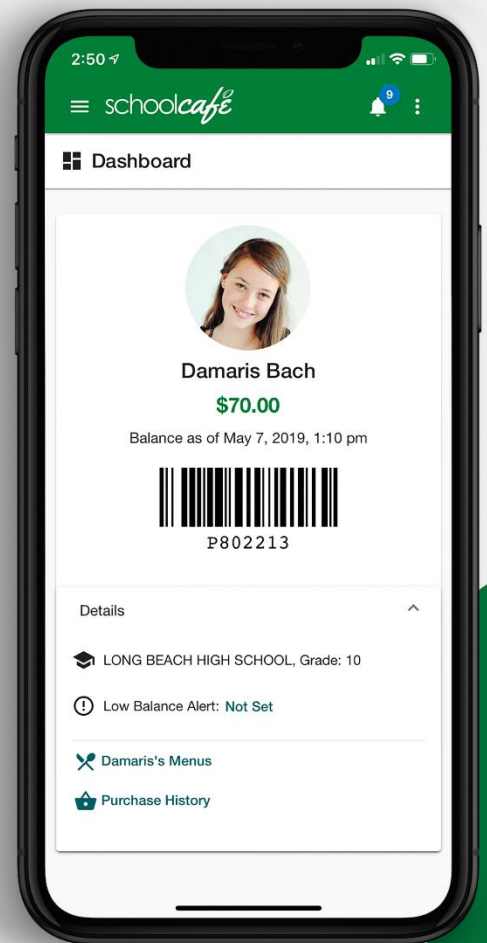 2:50
schoolcafé
9
Dashboard
Damaris Bach
$70.00
Balance as of May 7, 2019, 1:10 pm
P802213
Details
LONG BEACH HIGH SCHOOL, Grade: 10
Low Balance Alert: Not Set
Damaris's Menus
Purchase History